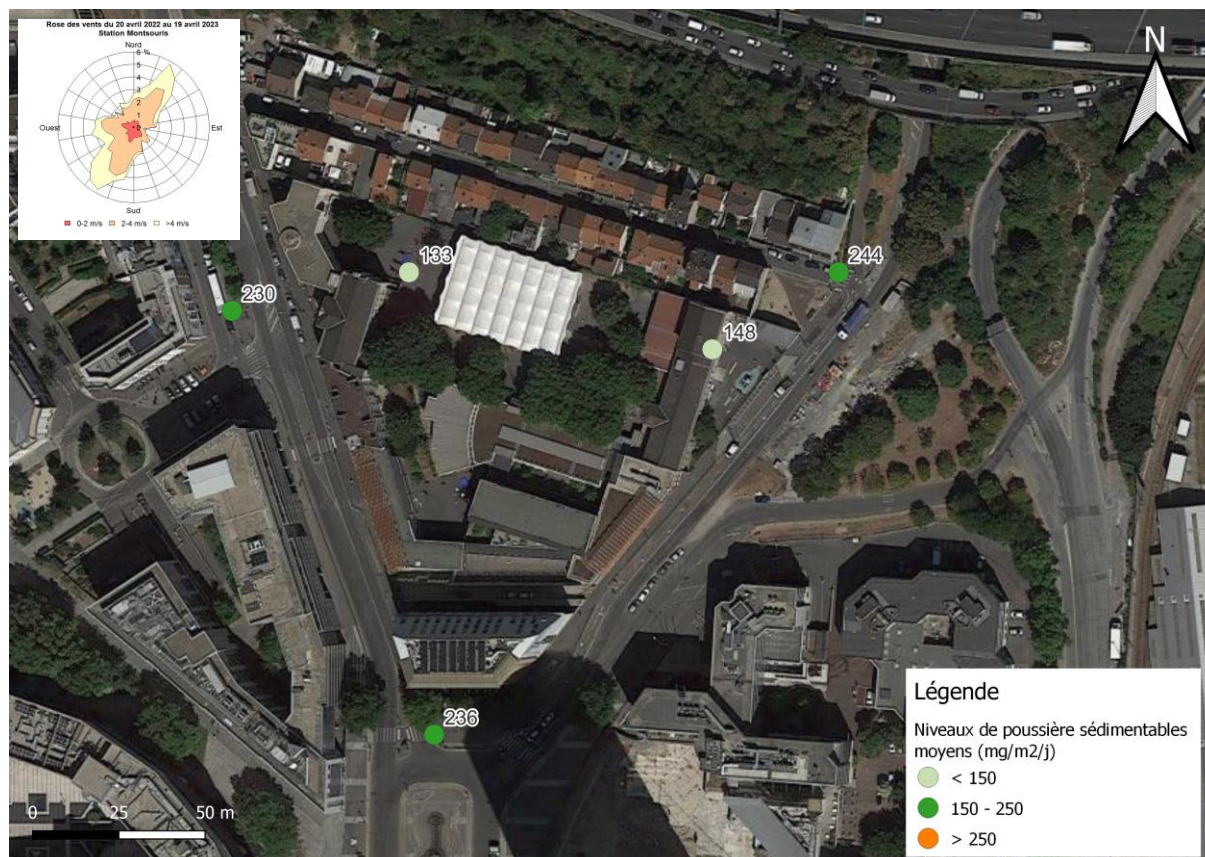 Rose des vents du 20 avril 2022 au 19 avril 2023
Station Montsouris
Nord
6 %
5
4
3
2
1
0
Ouest
Est
Sud
0-2 m/s
2-4 m/s
>4 m/s
N
133
244
230
148
236
0 25 50 m
Légende
Niveaux de poussière sédimentables
moyens (mg/m2/j)
< 150
150 - 250
> 250